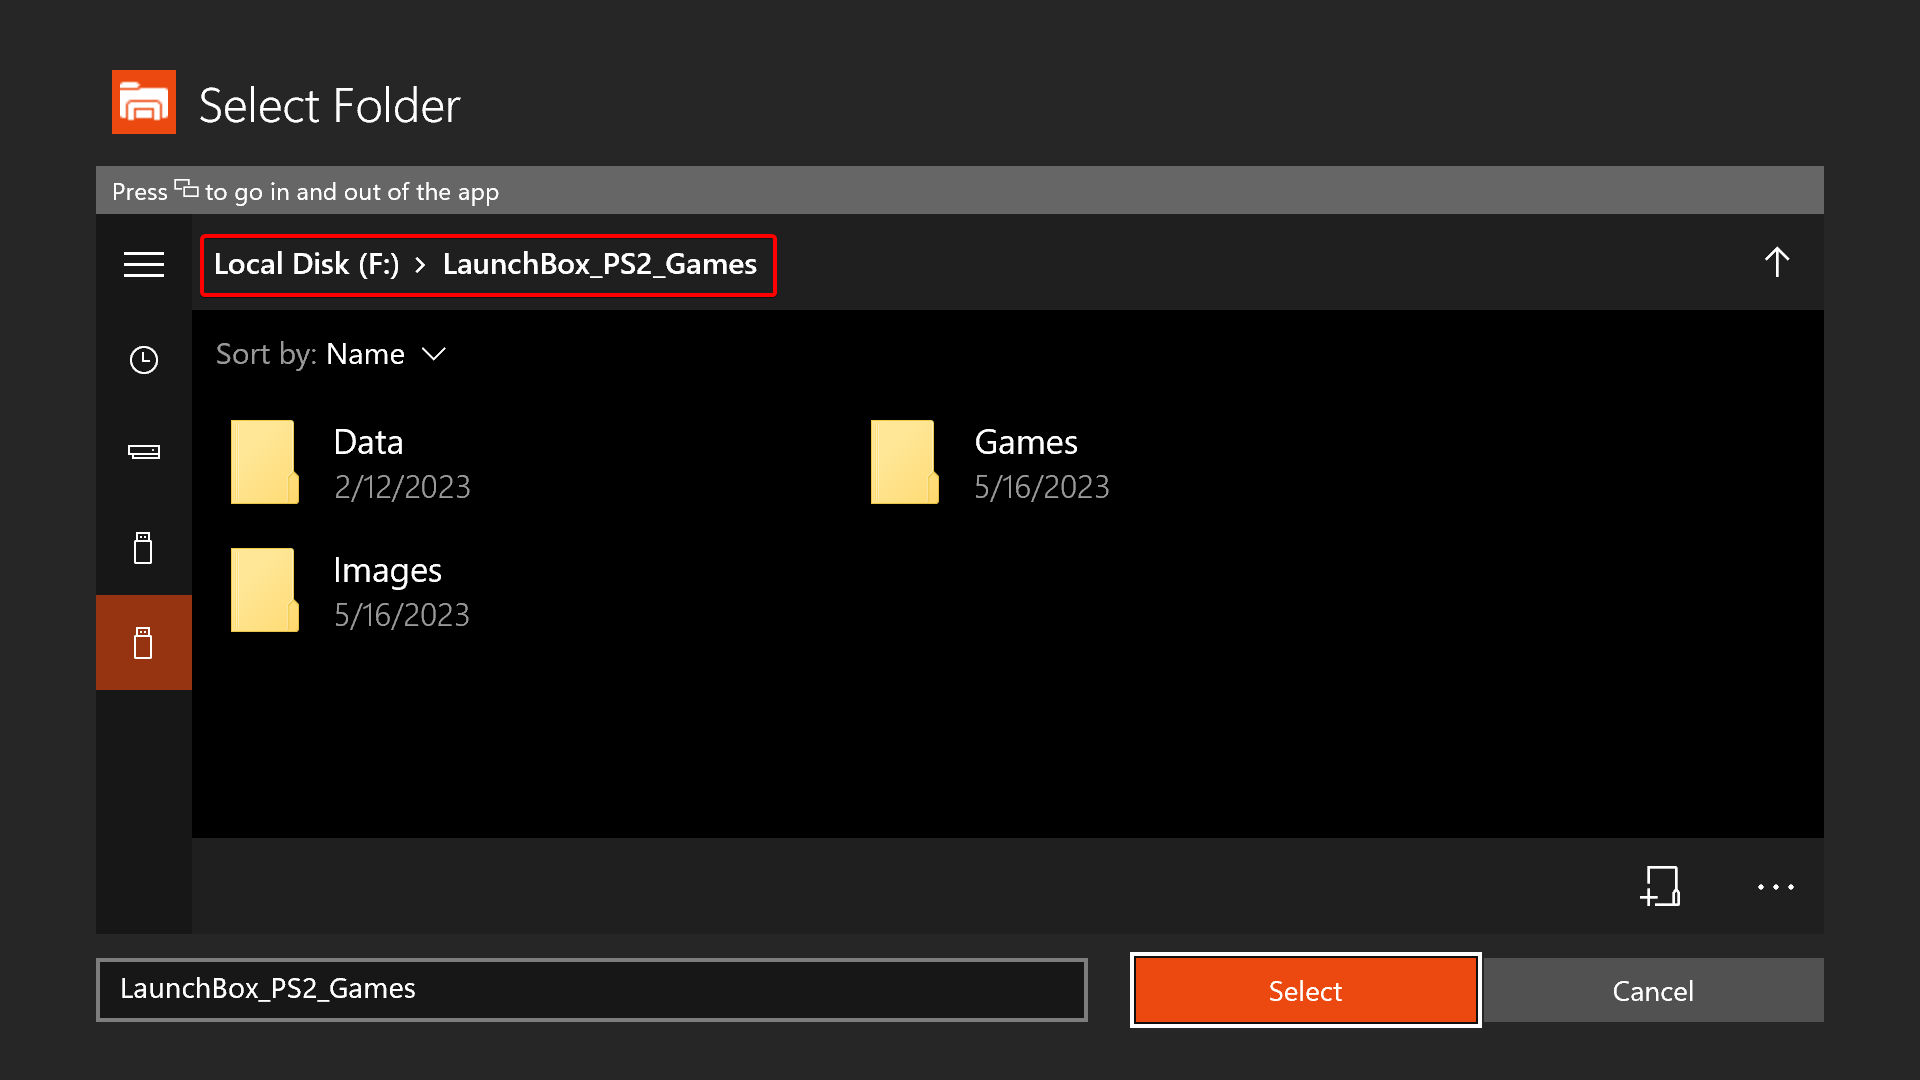 Select Folder
Press to go in and out of the app
Local Disk (F:) > LaunchBox_PS2_Games
Sort by: Name
Data
2/12/2023
Games
5/16/2023
Images
5/16/2023
LaunchBox_PS2_Games
Select
Cancel